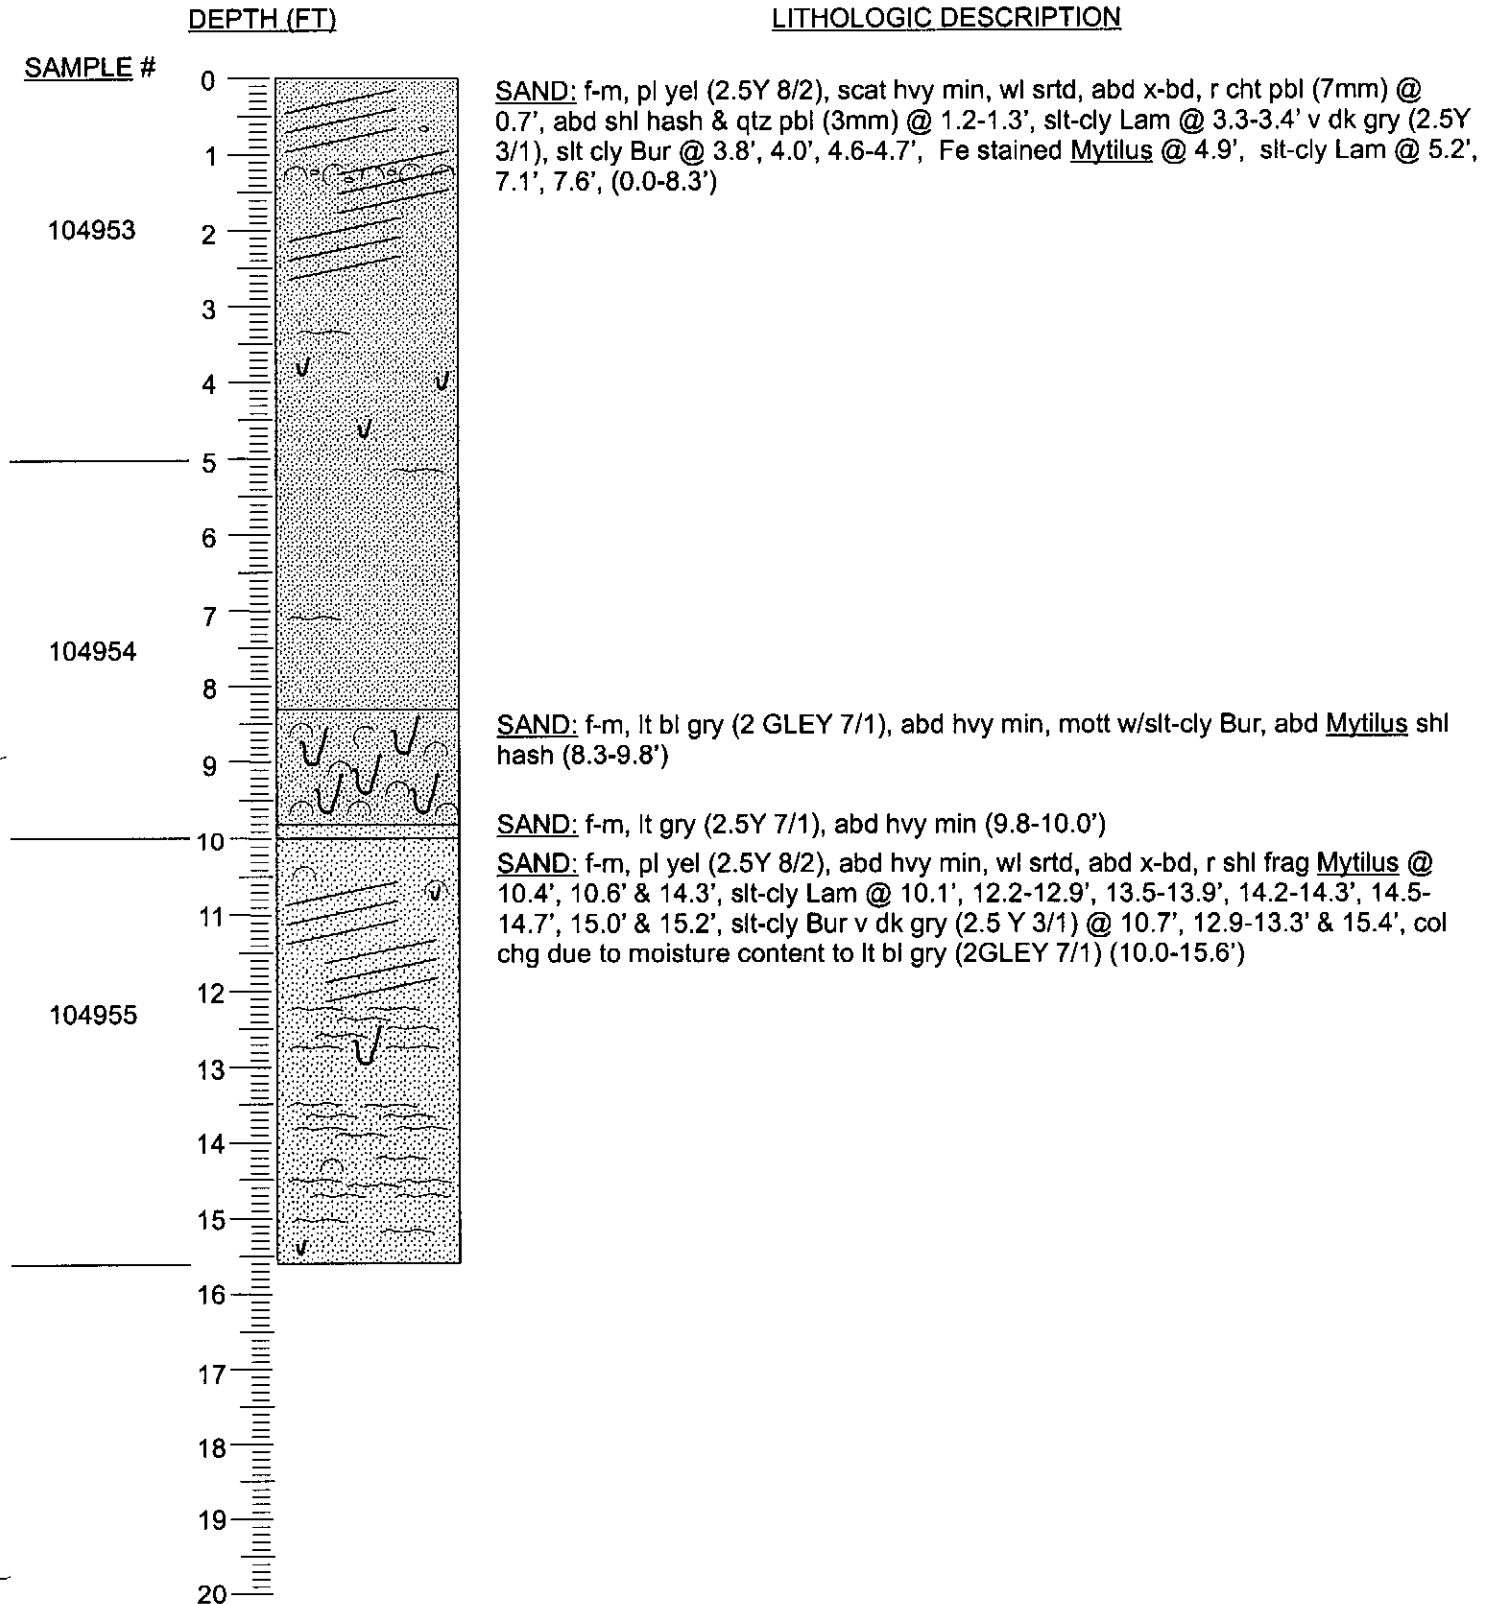 DEPTH (FT)
LITHOLOGIC DESCRIPTION
SAMPLE #
0
SAND: f-m, pl yel (2.5Y 8/2), scat hvy min, wl srtd, abd x-bd, r cht pbl (7mm) @
0.7', abd shl hash & qtz pbl (3mm) @ 1.2-1.3', slt-cly Lam @ 3.3-3.4' v dk gry (2.5Y
3/1), slt cly Bur @ 3.8', 4.0', 4.6-4.7', Fe stained Mytilus @ 4.9', slt-cly Lam @ 5.2',
7.1', 7.6', (0.0-8.3')
1
104953
2
3
4
5
6
7
104954
8
SAND: f-m, lt bl gry (2 GLEY 7/1), abd hvy min, mott w/slt-cly Bur, abd Mytilus shl
hash (8.3-9.8')
9
SAND: f-m, lt gry (2.5Y 7/1), abd hvy min (9.8-10.0')
10
SAND: f-m, pl yel (2.5Y 8/2), abd hvy min, wl srtd, abd x-bd, r shl frag Mytilus @
10.4', 10.6' & 14.3', slt-cly Lam @ 10.1', 12.2-12.9', 13.5-13.9', 14.2-14.3', 14.5-
14.7', 15.0' & 15.2', slt-cly Bur v dk gry (2.5 Y 3/1) @ 10.7', 12.9-13.3' & 15.4', col
chg due to moisture content to lt bl gry (2GLEY 7/1) (10.0-15.6')
11
12
104955
13
14
15
16
17
18
19
20